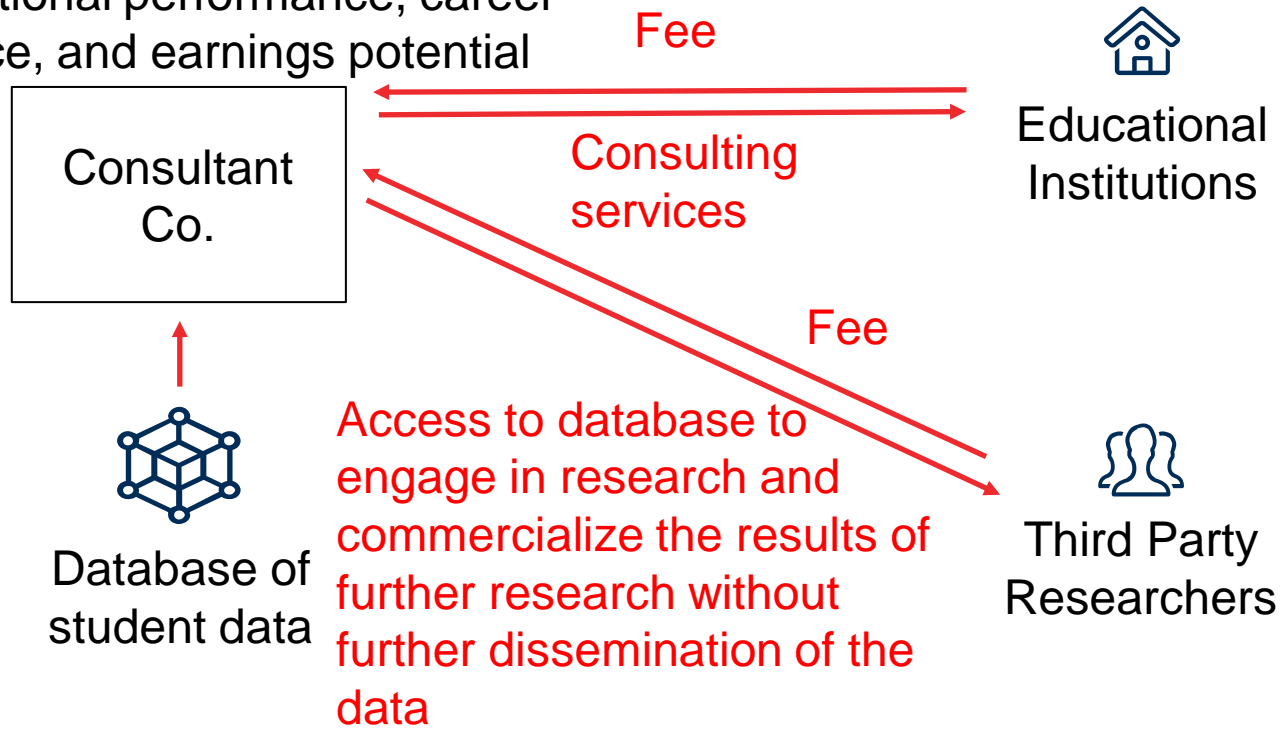 performance, career
and earnings potential
Fee
Consultant
Co.
Educational
Institutions
Consulting
services
Fee
Access to database to
engage in research and
commercialize the results of
further research without
further dissemination of the
data
Database of
student data
Third Party
Researchers